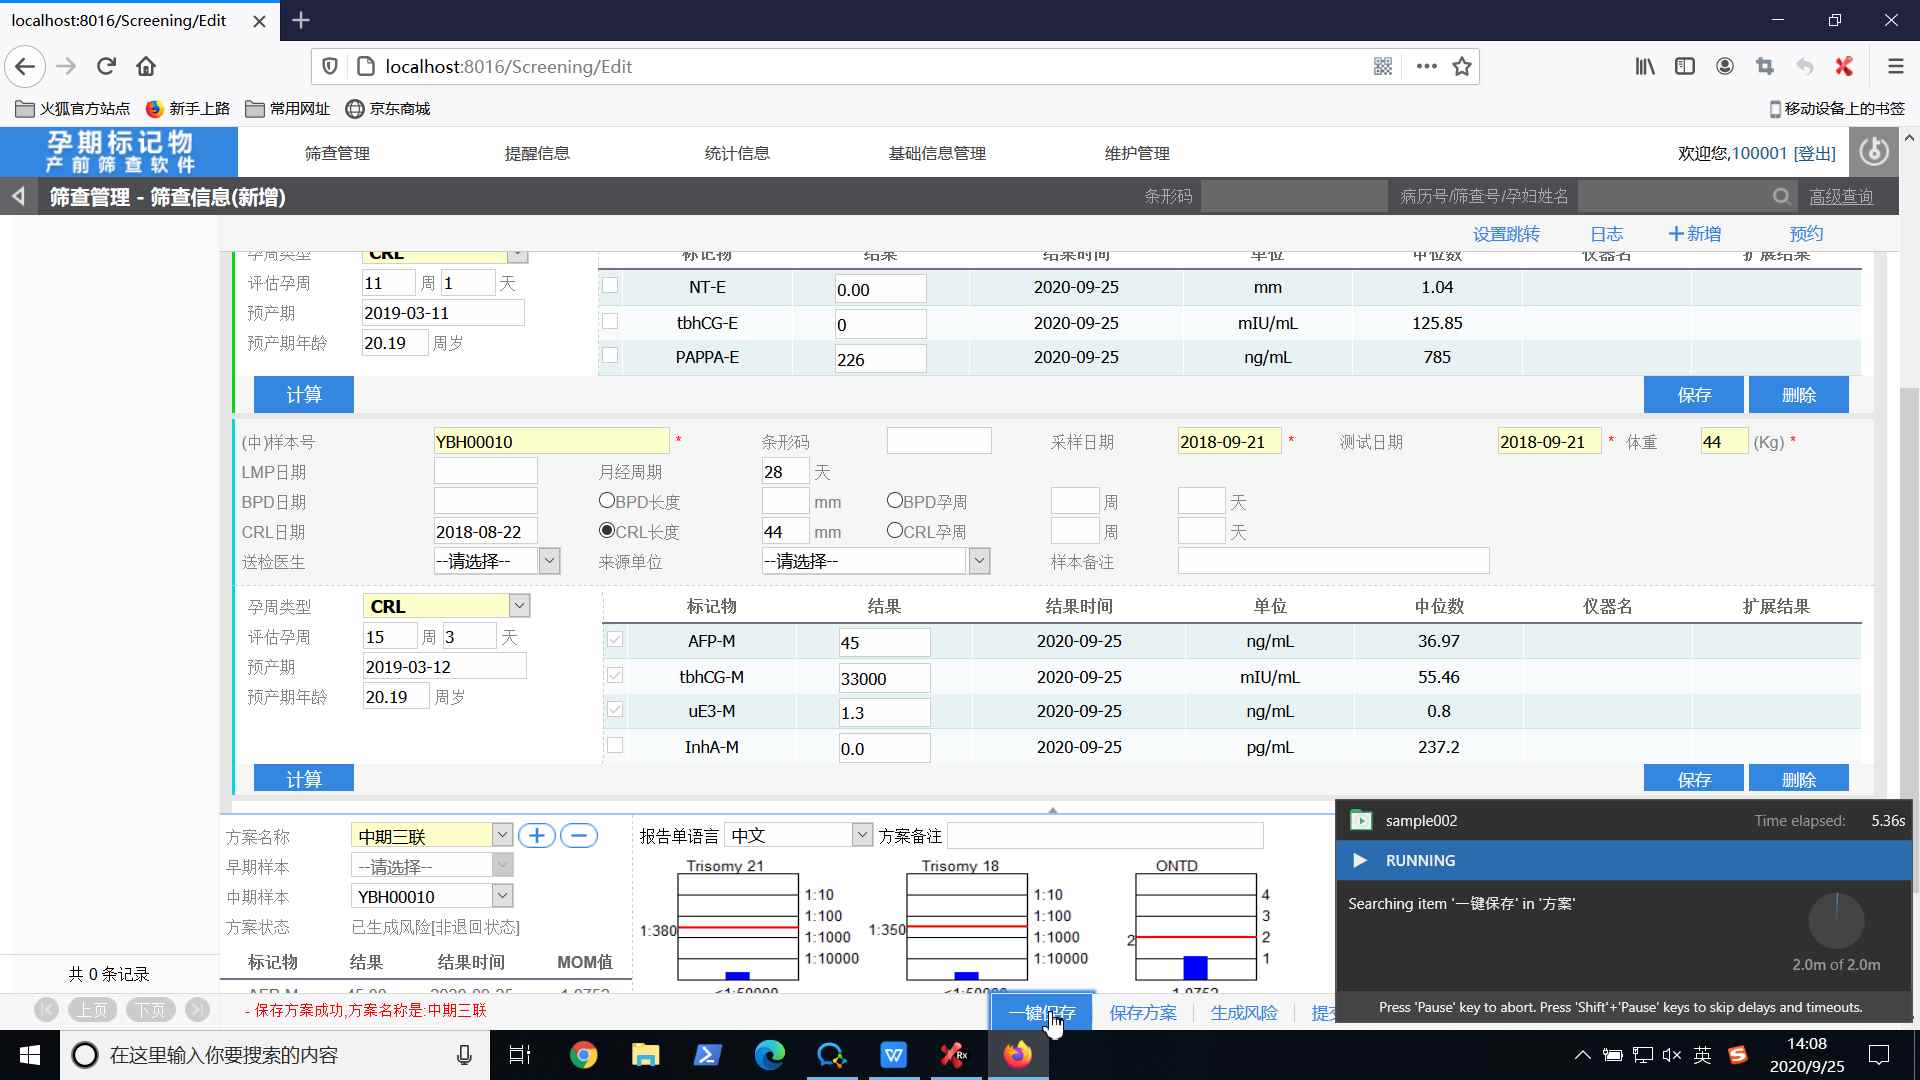 localhost:8016/Screening/Edit
localhost:8016/Screening/Edit
火狐官方站点 新手上路 常用网址 京东商城 移动设备上的书签
孕期标记物
产前筛查软件
筛查管理 提醒信息 统计信息 基础信息管理 维护管理 欢迎您,100001 [登出]
筛查管理 - 筛查信息(新增) 条形码 病历号/筛查号/孕妇姓名 高级查询
设置跳转 日志 新增 预约
孕周类型 CRL 标记物 结果 结果时间 单位 中位数 仪器名 扩展结果
评估孕周 11 周 1 天 NT-E 0.00 2020-09-25 mm 1.04
预产期 2019-03-11 tbhCG-E 0 2020-09-25 mIU/mL 125.85
预产期年龄 20.19 周岁 PAPPA-E 226 2020-09-25 ng/mL 785
计算 保存 删除
(中)样本号 YBH00010 * 条形码 采样日期 2018-09-21 * 测试日期 2018-09-21 * 体重 44 (Kg) *
LMP日期 月经周期 28 天
BPD日期 BPD长度 mm BPD孕周 周 天
CRL日期 2018-08-22 CRL长度 44 mm CRL孕周 周 天
送检医生 --请选择-- 来源单位 --请选择-- 样本备注
孕周类型 CRL 标记物 结果 结果时间 单位 中位数 仪器名 扩展结果
评估孕周 15 周 3 天 AFP-M 45 2020-09-25 ng/mL 36.97
预产期 2019-03-12 tbhCG-M 33000 2020-09-25 mIU/mL 55.46
预产期年龄 20.19 周岁 uE3-M 1.3 2020-09-25 ng/mL 0.8
InhA-M 0.0 2020-09-25 pg/mL 237.2
计算 保存 删除
方案名称 中期三联 报告单语言 中文 方案备注
早期样本 --请选择--
中期样本 YBH00010
方案状态 已生成风险[非退回状态]
标记物 结果 结果时间 MOM值
AFP-M 45.00 2020-09-25 1.0752
Trisomy 21 Trisomy 18 ONTD
1:10 1:10 4
1:100 1:100 3
1:380 1:350
1:1000 1:1000 2 2
1:10000 1:10000 1
<1:50000 <1:50000 1.0752
sample002 Time elapsed: 5.36s
RUNNING
Searching item '一键保存' in '方案'
2.0m of 2.0m
Press 'Pause' key to abort. Press 'Shift'+'Pause' keys to skip delays and timeouts.
共 0 条记录
上页 下页
- 保存方案成功,方案名称是:中期三联
一键保存 保存方案 生成风险 提交
在这里输入你要搜索的内容
英
14:08
2020/9/25